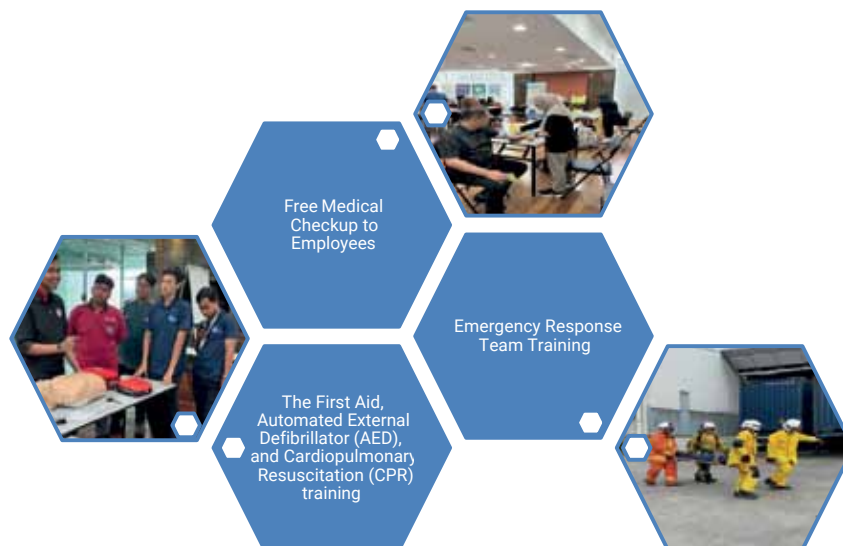 Free Medical
Checkup to
Employees
Emergency Response
Team Training
The First Aid,
Automated External
Defibrillator (AED),
and Cardiopulmonary
Resuscitation (CPR)
training